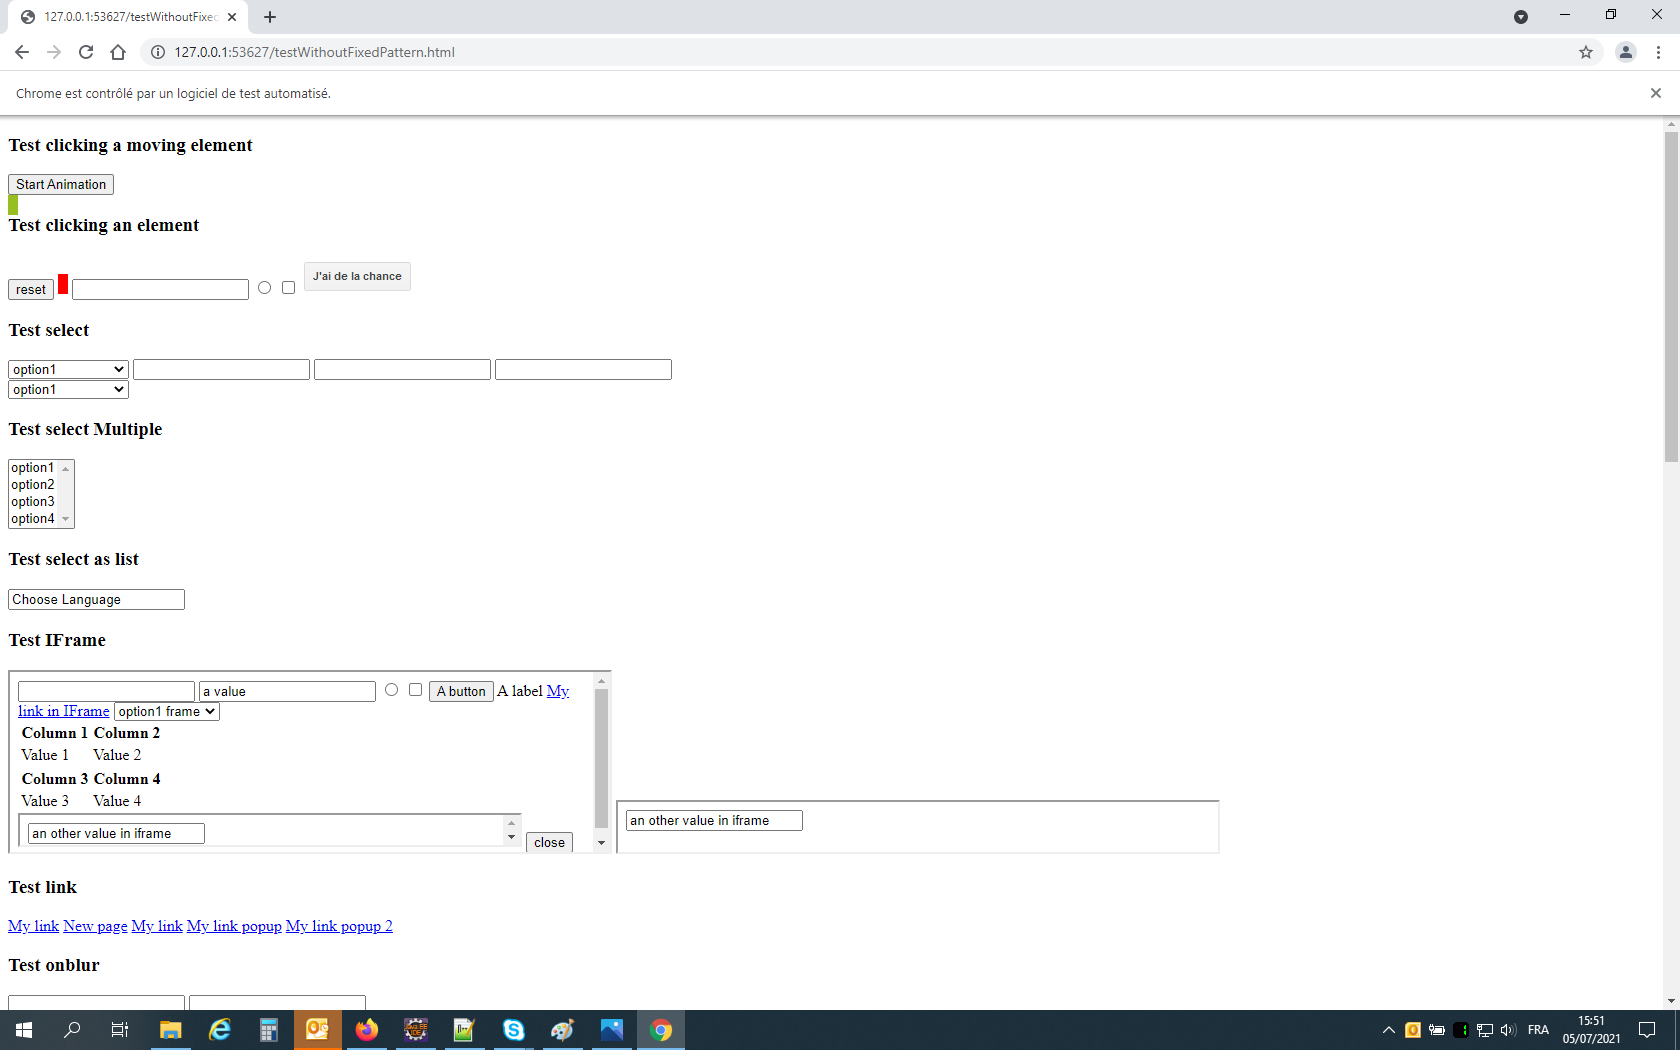 127.0.0.1:53627/testWithoutFixed
127.0.0.1:53627/testWithoutFixedPattern.html
Chrome est contrôlé par un logiciel de test automatisé.
Test clicking a moving element
Start Animation
Test clicking an element
reset
J'ai de la chance
Test select
option1
option1
Test select Multiple
option1
option2
option3
option4
Test select as list
Choose Language
Test IFrame
a value A button A label My
link in IFrame option1 frame
Column 1 Column 2
Value 1 Value 2
Column 3 Column 4
Value 3 Value 4
an other value in iframe
close
an other value in iframe
Test link
My link New page My link My link popup My link popup 2
Test onblur
FRA
15:51
05/07/2021